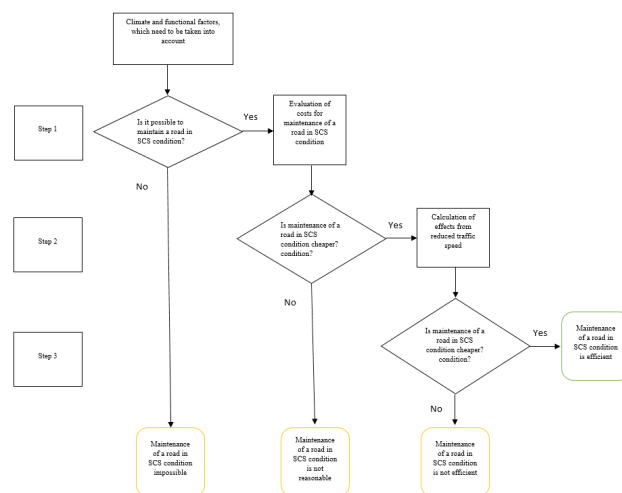 Climate and functional factors,
which need to be taken into
account
Step 1
Is it possible to
maintain a road in
SCS condition?
Yes
Evaluation of
costs for
maintenance of a
road in SCS
condition
No
Step 2
Is maintenance of a
road in SCS
condition cheaper?
condition?
Yes
Calculation of
effects from
reduced traffic
speed
No
Step 3
Is maintenance of a
road in SCS
condition cheaper?
condition?
Yes
Maintenance
of a road in
SCS condition
is efficient
No
Maintenance
of a road in
SCS condition
impossible
Maintenance
of a road in
SCS condition
is not
reasonable
Maintenance
of a road in
SCS condition
is not efficient